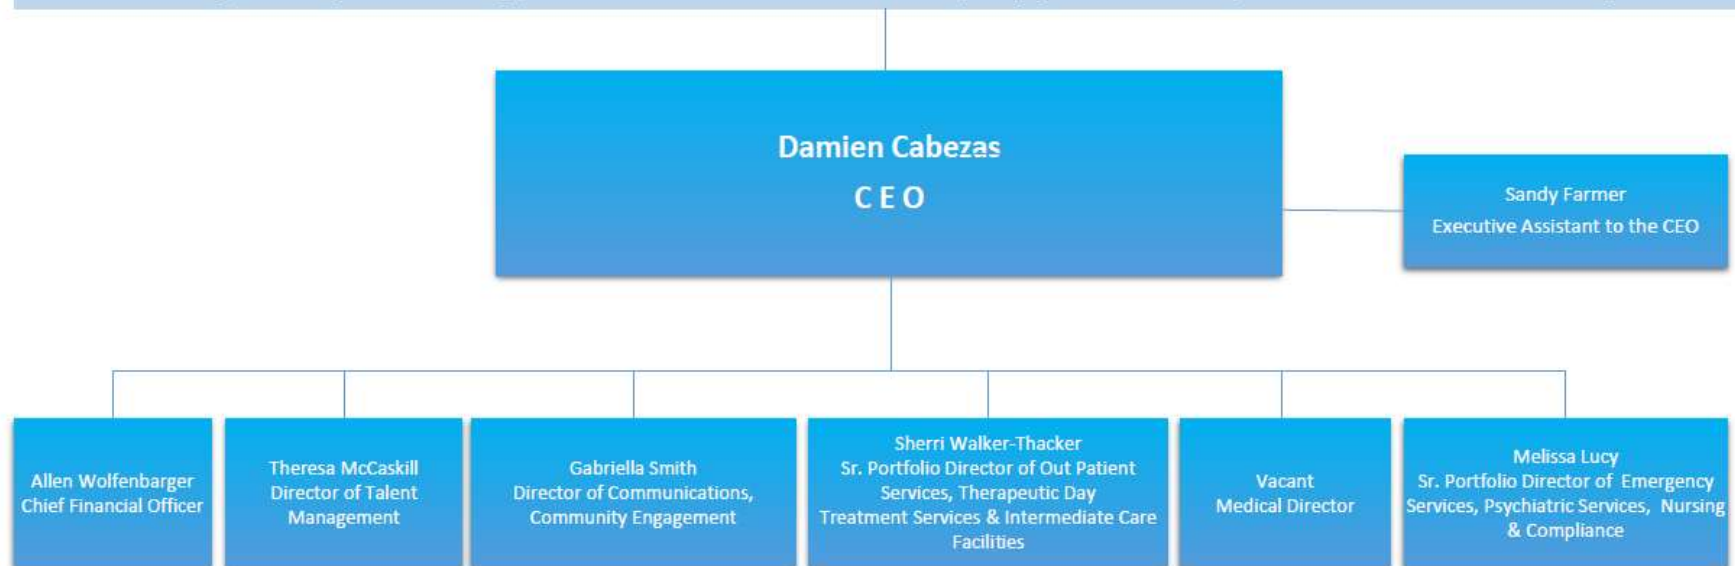 Damien Cabezas
C E O
Sandy Farmer
Executive Assistant to the CEO
Allen Wolfenbarger
Chief Financial Officer
Theresa McCaskill
Director of Talent
Management
Gabriella Smith
Director of Communications,
Community Engagement
Sherri Walker-Thacker
Sr. Portfolio Director of Out Patient
Services, Therapeutic Day
Treatment Services & Intermediate Care
Facilities
Vacant
Medical Director
Melissa Lucy
Sr. Portfolio Director of Emergency
Services, Psychiatric Services, Nursing
& Compliance